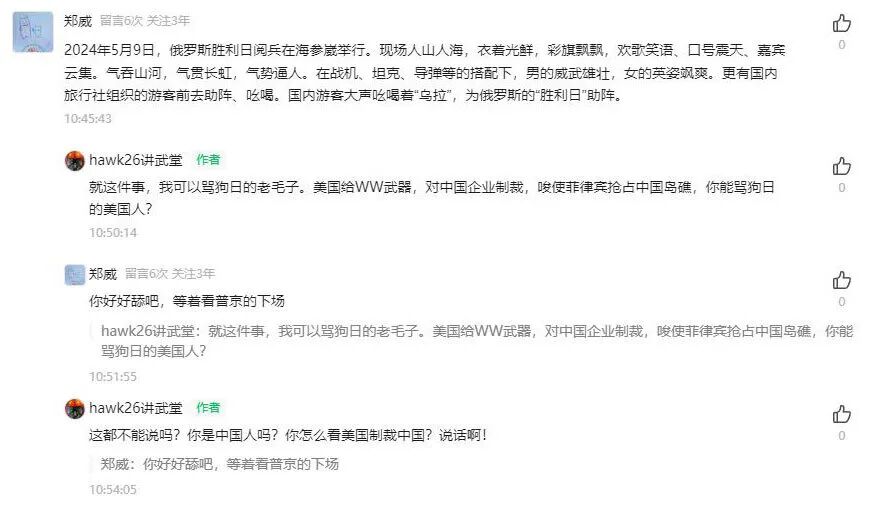 郑威 留言6次 关注3年
2024年5月9日，俄罗斯胜利日阅兵在海参崴举行。现场人山人海，衣着光鲜，彩旗飘飘，欢歌笑语、口号震天、嘉宾
云集。气吞山河，气贯长虹，气势逼人。在战机、坦克、导弹等的搭配下，男的威武雄壮，女的英姿飒爽。更有国内
旅行社组织的游客前去助阵、吆喝。国内游客大声吆喝着“乌拉”，为俄罗斯的“胜利日”助阵。
0
10:45:43
hawk26讲武堂 作者
就这件事，我可以骂狗日的老毛子。美国给WW武器，对中国企业制裁，唆使菲律宾抢占中国岛礁，你能骂狗日
的美国人？
0
10:50:14
郑威 留言6次 关注3年
你好好舔吧，等着看普京的下场
0
hawk26讲武堂：就这件事，我可以骂狗日的老毛子。美国给WW武器，对中国企业制裁，唆使菲律宾抢占中国岛礁，你能
骂狗日的美国人？
10:51:55
hawk26讲武堂 作者
这都不能说吗？你是中国人吗？你怎么看美国制裁中国？说话啊！
0
郑威：你好好舔吧，等着看普京的下场
10:54:05